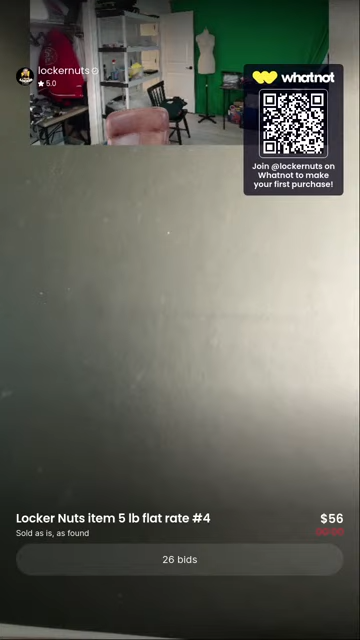 lockernuts
5.0
whatnot
Join @lockernuts on
Whatnot to make
your first purchase!
Locker Nuts item 5 lb flat rate #4
$56
Sold as is, as found
26 bids